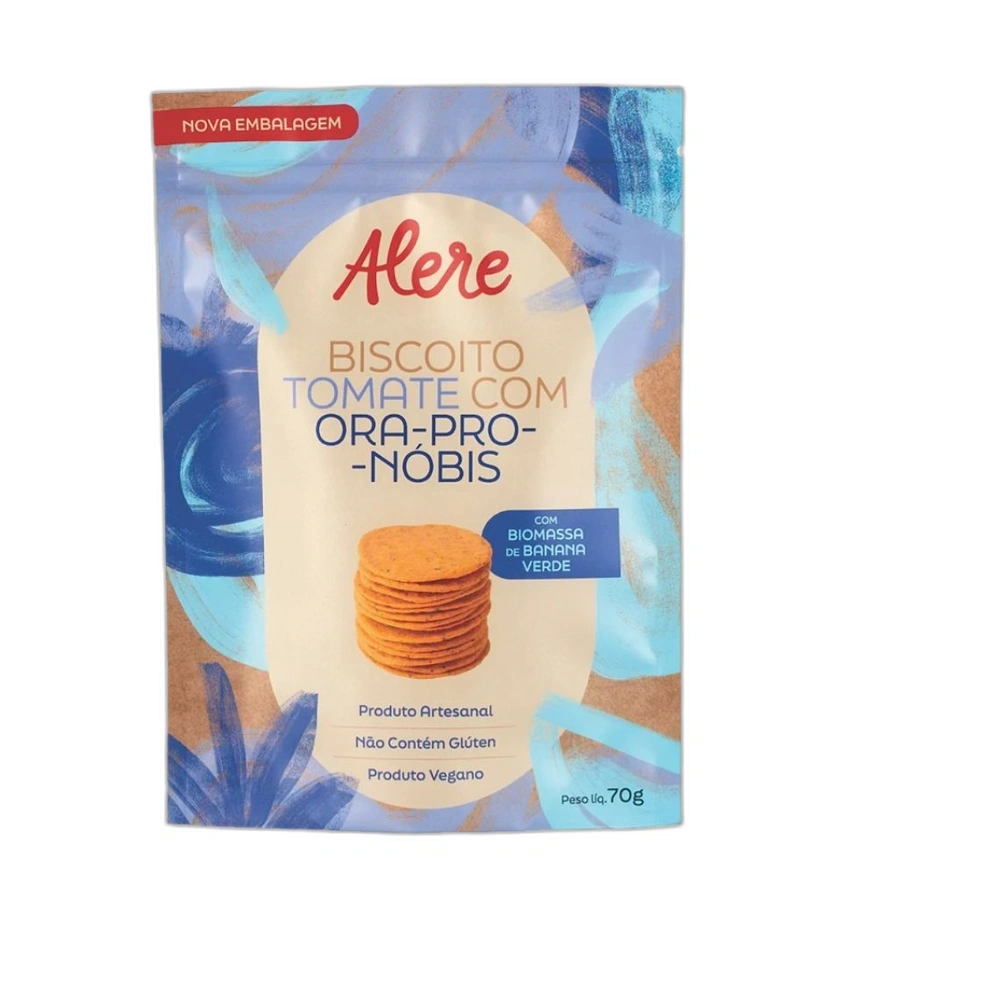 NOVA EMBALAGEM
Alere
BISCOITO
TOMATE COM
ORA-PRO-
-NÓBIS
COM
BIOMASSA
DE BANANA
VERDE
Produto Artesanal
Não Contém Glúten
Produto Vegano
Peso líq. 70g